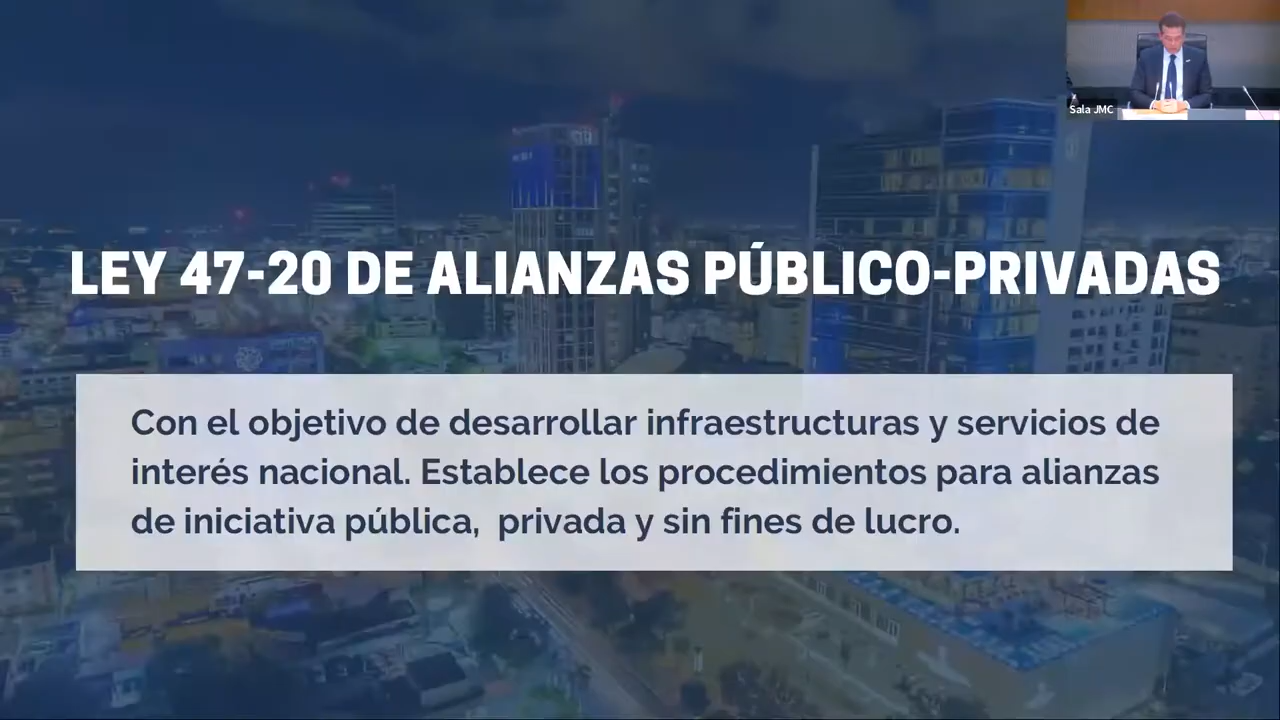 Sala JMC
LEY 47-20 DE ALIANZAS PÚBLICO-PRIVADAS
Con el objetivo de desarrollar infraestructuras y servicios de
interés nacional. Establece los procedimientos para alianzas
de iniciativa pública,  privada y sin fines de lucro.